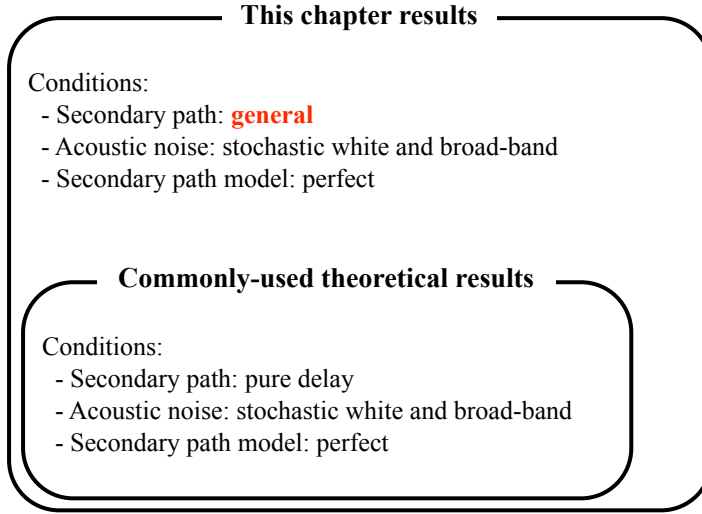 This chapter results
Conditions:
- Secondary path: general
- Acoustic noise: stochastic white and broad-band
- Secondary path model: perfect
Commonly-used theoretical results
Conditions:
- Secondary path: pure delay
- Acoustic noise: stochastic white and broad-band
- Secondary path model: perfect